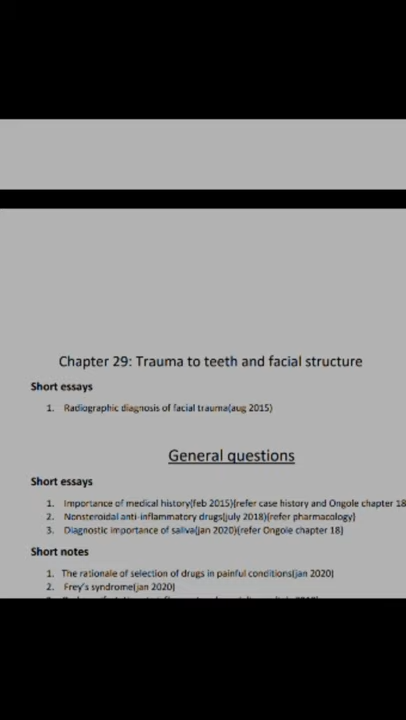 Chapter 29: Trauma to teeth and facial structure
Short essays
1. Radiographic diagnosis of facial trauma(aug 2015)
General questions
Short essays
1. Importance of medical history(feb 2015)(refer case history and Ongole chapter 18
2. Nonsteroidal anti-inflammatory drugs(july 2018)(refer pharmacology)
3. Diagnostic importance of saliva(jan 2020)(refer Ongole chapter 18)
Short notes
1. The rationale of selection of drugs in painful conditions(jan 2020)
2. Frey's syndrome(jan 2020)